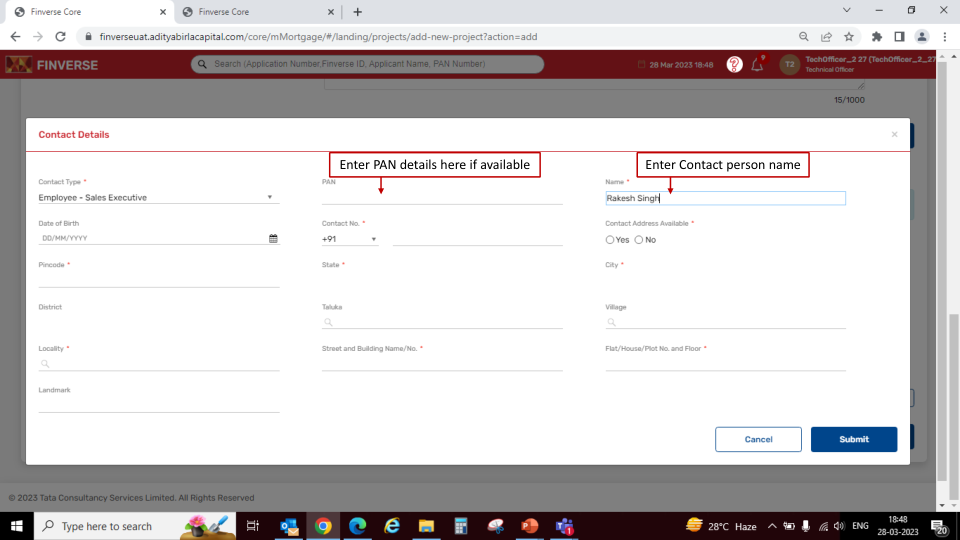 Finverse Core
Finverse Core
finverseuat.adityabirlacapital.com/core/mMortgage/#/landing/projects/add-new-project?action=add
FINVERSE
Search (Application Number,Finverse ID, Applicant Name, PAN Number)
28 Mar 2023 18:48
T2
TechOfficer_2 27 (TechOfficer_2_27
Technical Officer
15/1000
Contact Details
Enter PAN details here if available
Enter Contact person name
Contact Type *
PAN
Name *
Employee - Sales Executive
Rakesh Singh
Date of Birth
Contact No. *
Contact Address Available *
DD/MM/YYYY
+91
Yes
No
Pincode *
State *
City *
District
Taluka
Village
Locality *
Street and Building Name/No. *
Flat/House/Plot No. and Floor *
Landmark
Cancel
Submit
© 2023 Tata Consultancy Services Limited. All Rights Reserved
Type here to search
28°C Haze
ENG
18:48
28-03-2023
20